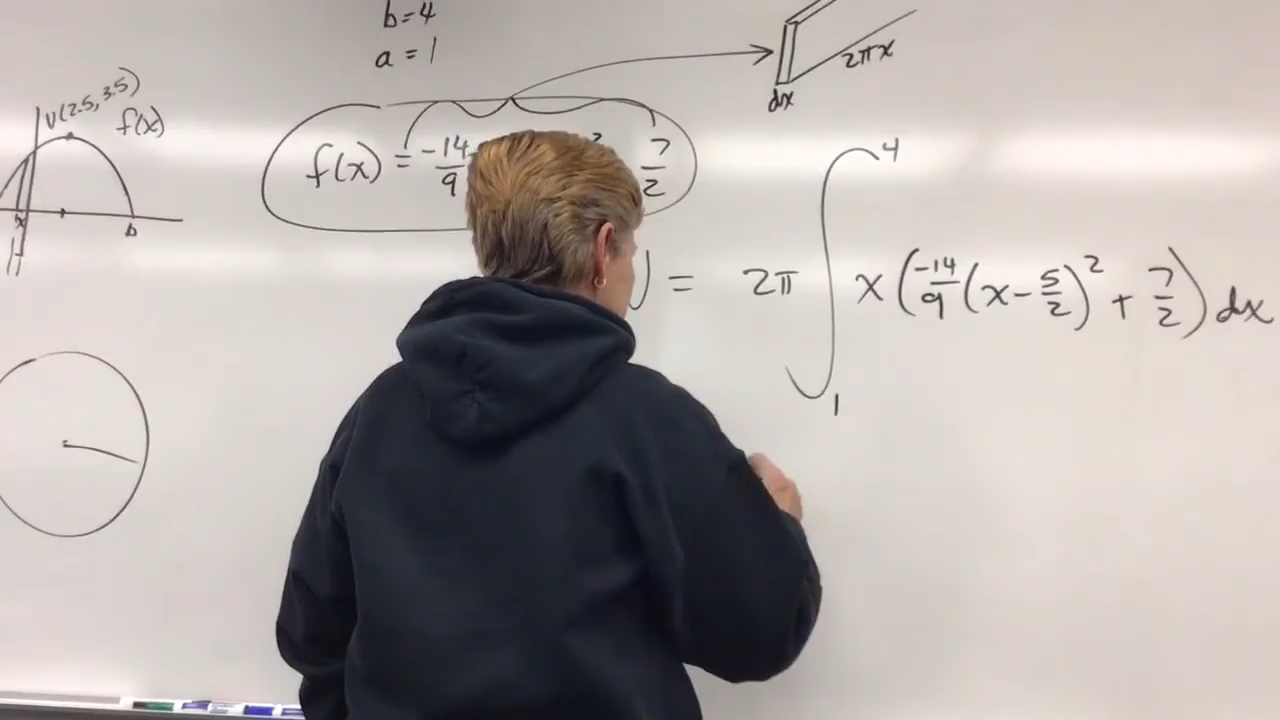 b=4
a=1
2πx
dx
V(2.5, 3.5)
f(x)
f(x) = -14/9 2 7/2
x
b
= 2π ∫₁⁴ x(-14/9(x-5/2)² + 7/2) dx